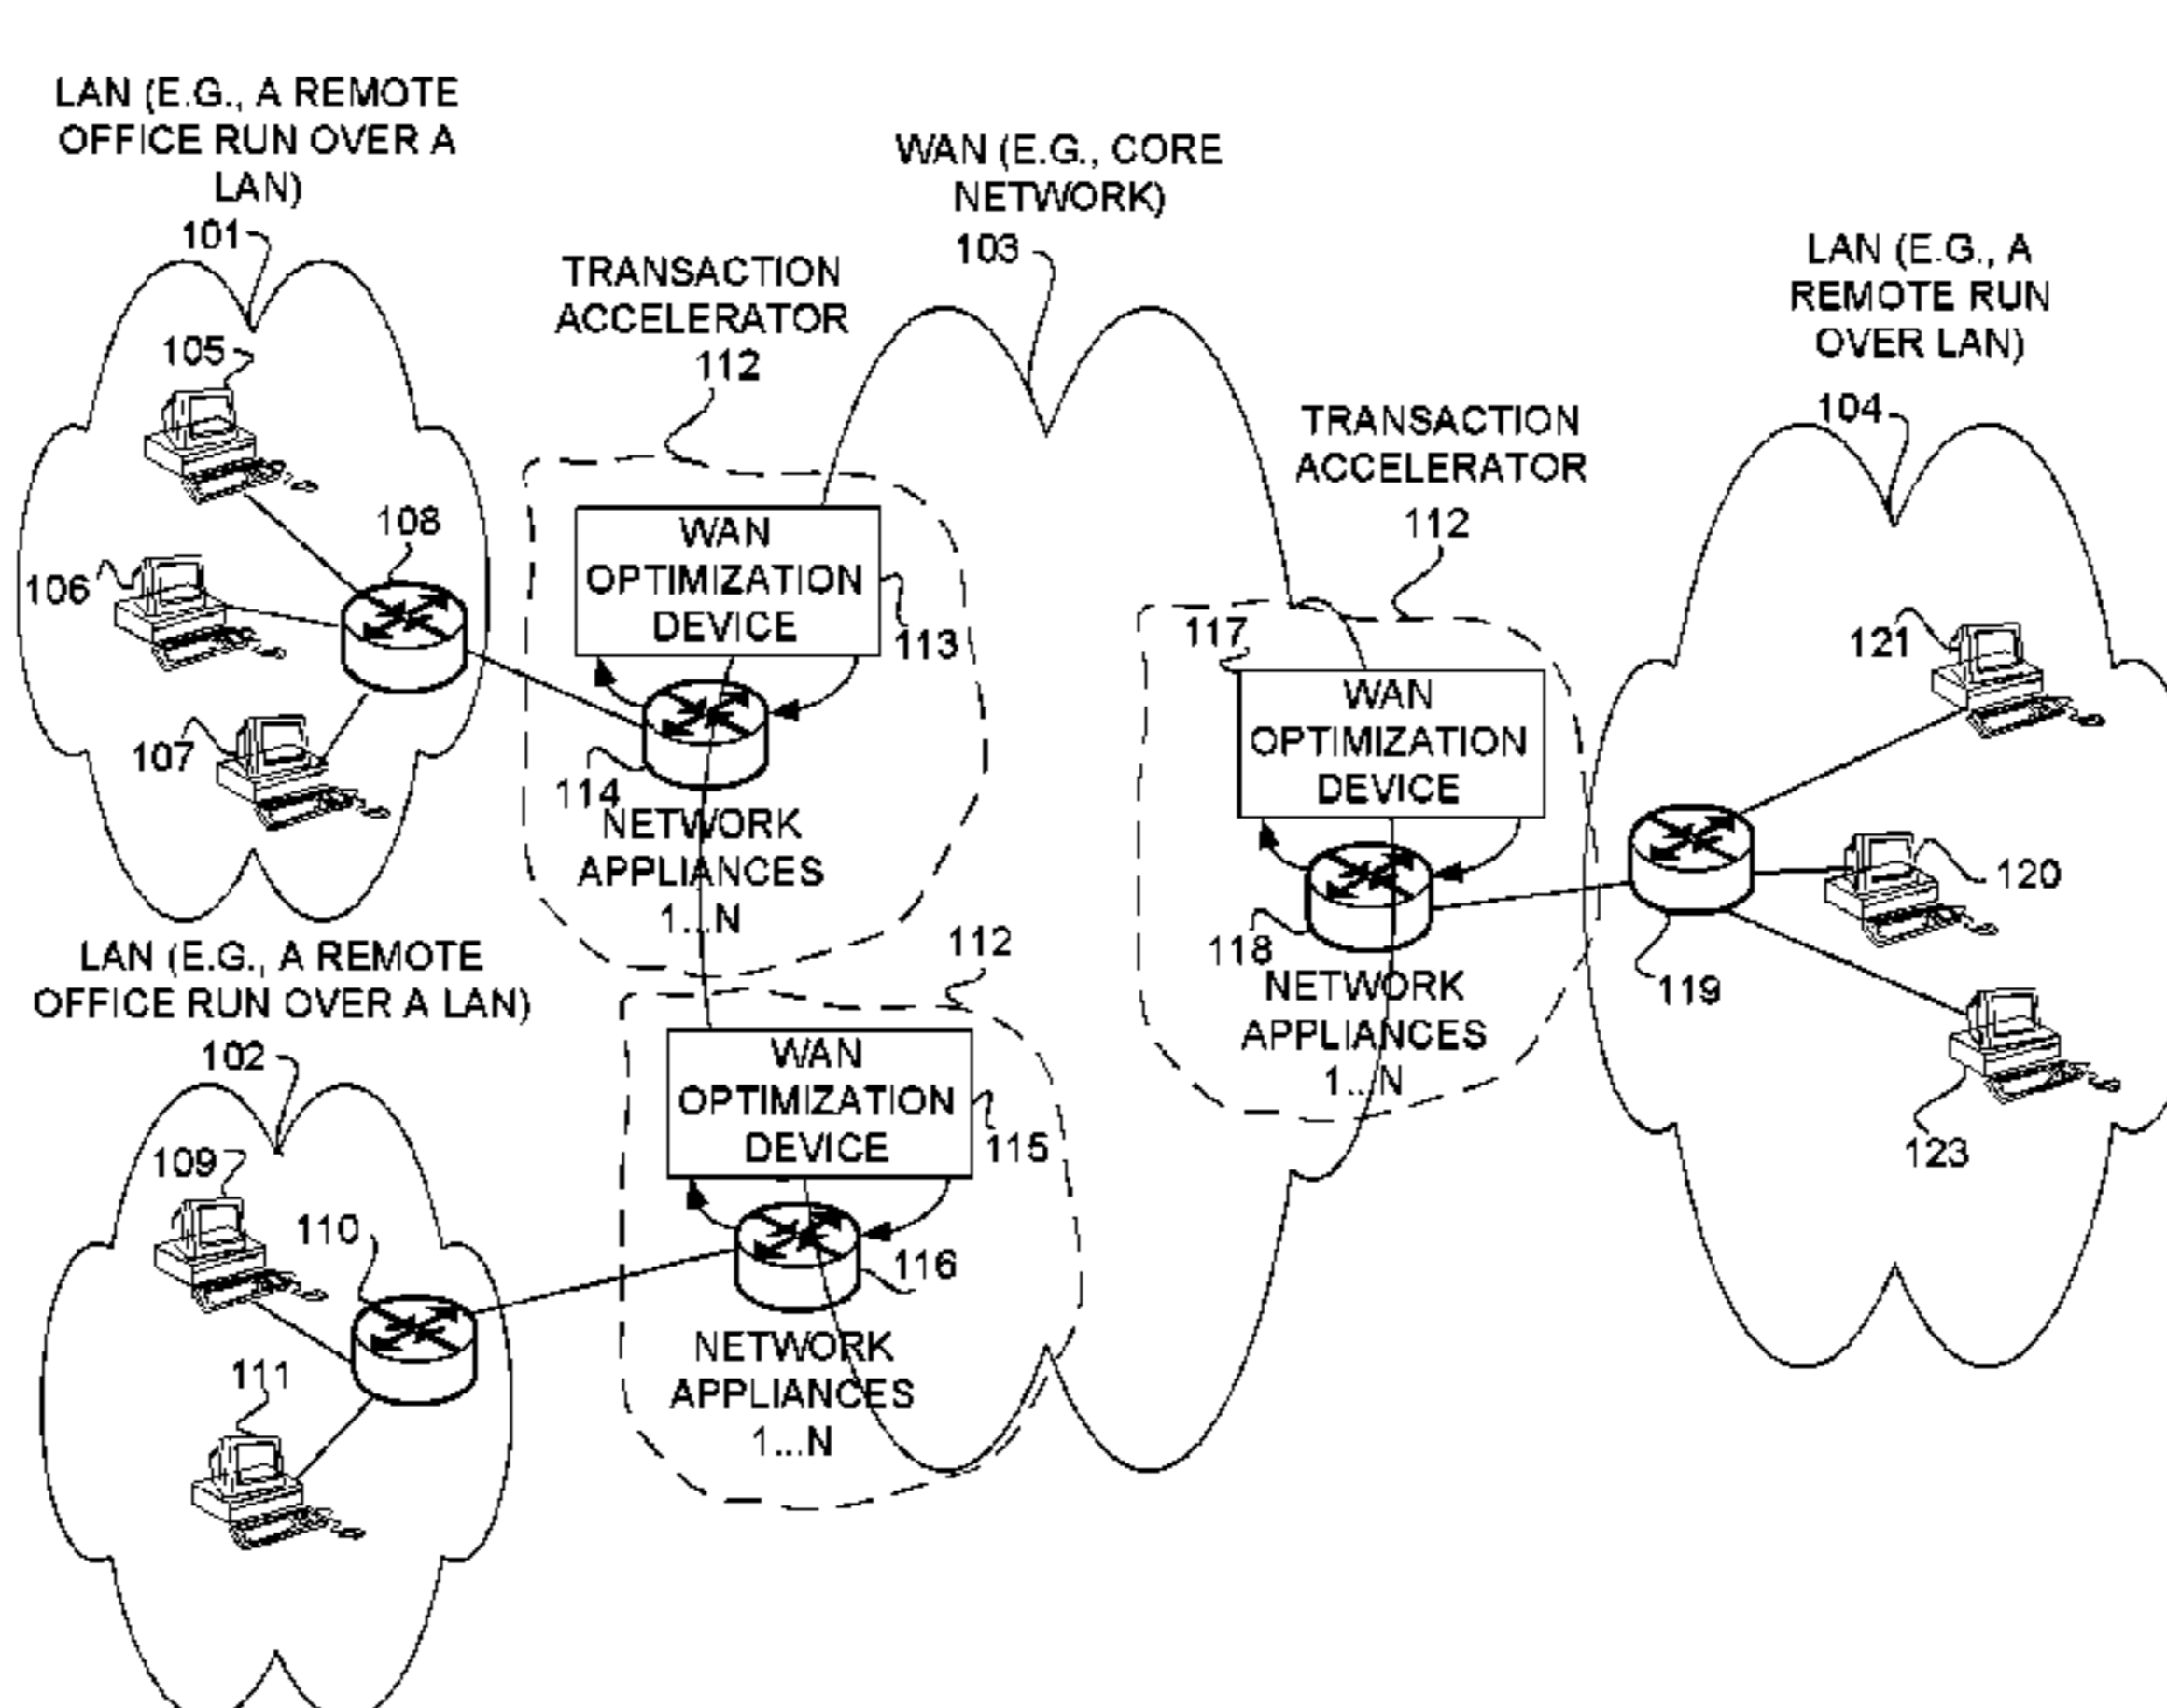 LAN (E.G., A REMOTE
OFFICE RUN OVER A
LAN)
101
105
106
107
108
TRANSACTION
ACCELERATOR
112
WAN
OPTIMIZATION
DEVICE
113
114
NETWORK
APPLIANCES
1...N
WAN (E.G., CORE
NETWORK)
103
TRANSACTION
ACCELERATOR
112
117
WAN
OPTIMIZATION
DEVICE
118
NETWORK
APPLIANCES
1...N
LAN (E.G., A
REMOTE RUN
OVER LAN)
104
121
120
119
123
LAN (E.G., A REMOTE
OFFICE RUN OVER A LAN)
102
109
110
111
112
WAN
OPTIMIZATION
DEVICE
115
116
NETWORK
APPLIANCES
1...N